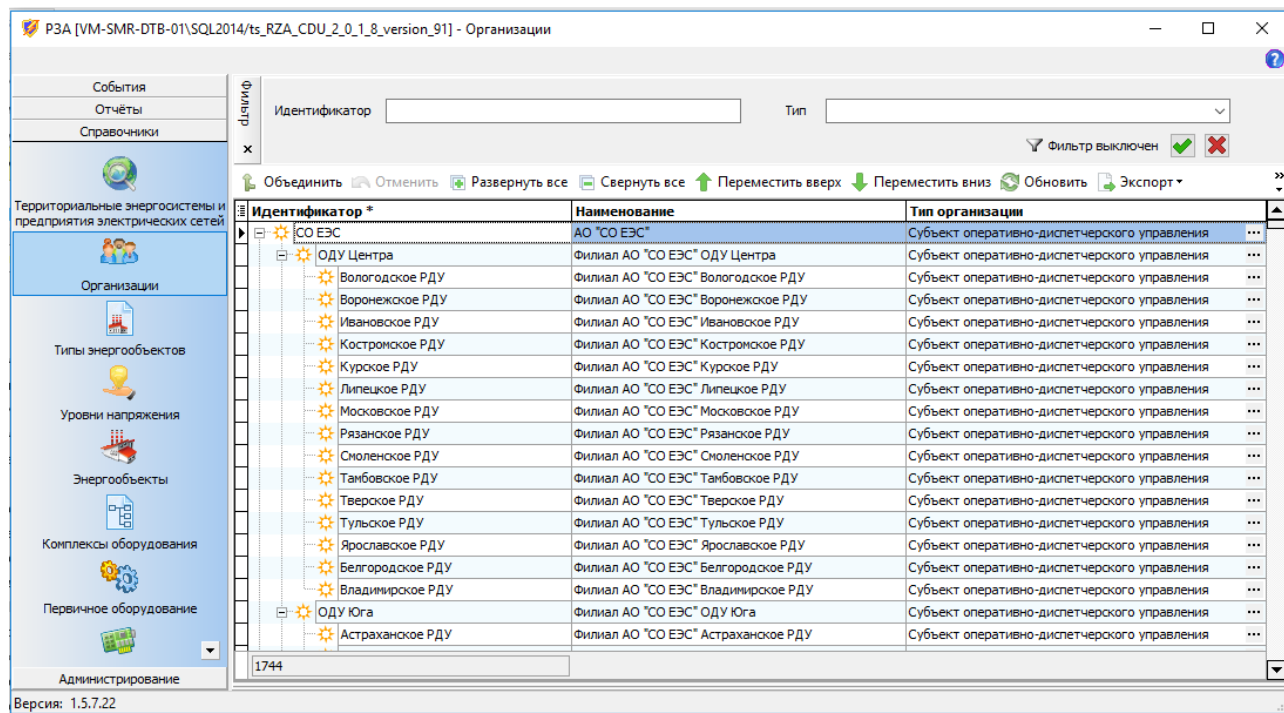 РЗА [VM-SMR-DTB-01\SQL2014/ts_RZA_CDU_2_0_1_8_version_91] - Организации
События
Отчёты
Справочники
Территориальные энергосистемы и
предприятия электрических сетей
Организации
Типы энергообъектов
Уровни напряжения
Энергообъекты
Комплексы оборудования
Первичное оборудование
Администрирование
Фильтр
Идентификатор Тип
Фильтр выключен
Объединить Отменить Развернуть все Свернуть все Переместить вверх Переместить вниз Обновить Экспорт
Идентификатор * Наименование Тип организации
СО ЕЭС АО "СО ЕЭС" Субъект оперативно-диспетчерского управления ...
ОДУ Центра Филиал АО "СО ЕЭС" ОДУ Центра Субъект оперативно-диспетчерского управления ...
Вологодское РДУ Филиал АО "СО ЕЭС" Вологодское РДУ Субъект оперативно-диспетчерского управления ...
Воронежское РДУ Филиал АО "СО ЕЭС" Воронежское РДУ Субъект оперативно-диспетчерского управления ...
Ивановское РДУ Филиал АО "СО ЕЭС" Ивановское РДУ Субъект оперативно-диспетчерского управления ...
Костромское РДУ Филиал АО "СО ЕЭС" Костромское РДУ Субъект оперативно-диспетчерского управления ...
Курское РДУ Филиал АО "СО ЕЭС" Курское РДУ Субъект оперативно-диспетчерского управления ...
Липецкое РДУ Филиал АО "СО ЕЭС" Липецкое РДУ Субъект оперативно-диспетчерского управления ...
Московское РДУ Филиал АО "СО ЕЭС" Московское РДУ Субъект оперативно-диспетчерского управления ...
Рязанское РДУ Филиал АО "СО ЕЭС" Рязанское РДУ Субъект оперативно-диспетчерского управления ...
Смоленское РДУ Филиал АО "СО ЕЭС" Смоленское РДУ Субъект оперативно-диспетчерского управления ...
Тамбовское РДУ Филиал АО "СО ЕЭС" Тамбовское РДУ Субъект оперативно-диспетчерского управления ...
Тверское РДУ Филиал АО "СО ЕЭС" Тверское РДУ Субъект оперативно-диспетчерского управления ...
Тульское РДУ Филиал АО "СО ЕЭС" Тульское РДУ Субъект оперативно-диспетчерского управления ...
Ярославское РДУ Филиал АО "СО ЕЭС" Ярославское РДУ Субъект оперативно-диспетчерского управления ...
Белгородское РДУ Филиал АО "СО ЕЭС" Белгородское РДУ Субъект оперативно-диспетчерского управления ...
Владимирское РДУ Филиал АО "СО ЕЭС" Владимирское РДУ Субъект оперативно-диспетчерского управления ...
ОДУ Юга Филиал АО "СО ЕЭС" ОДУ Юга Субъект оперативно-диспетчерского управления ...
Астраханское РДУ Филиал АО "СО ЕЭС" Астраханское РДУ Субъект оперативно-диспетчерского управления ...
1744
Версия: 1.5.7.22